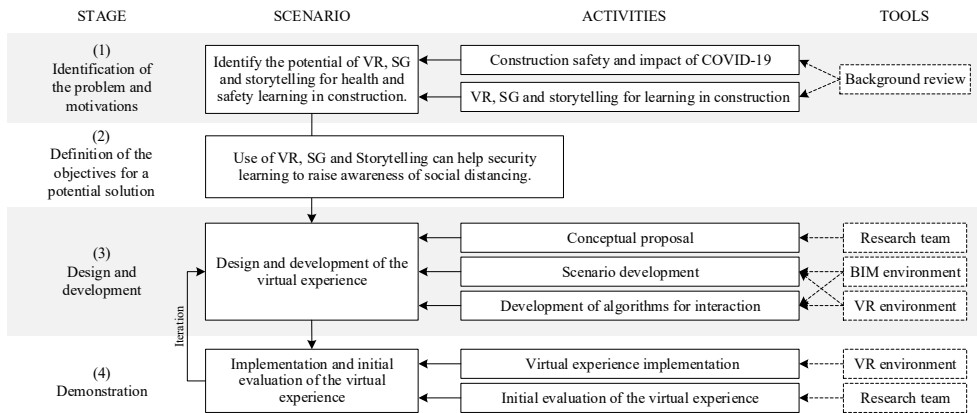 STAGE
SCENARIO
ACTIVITIES
TOOLS
(1)
Identification of
the problem and
motivations
Identify the potential of VR, SG
and storytelling for health and
safety learning in construction.
Construction safety and impact of COVID-19
VR, SG and storytelling for learning in construction
Background review
(2)
Definition of the
objectives for a
potential solution
Use of VR, SG and Storytelling can help security
learning to raise awareness of social distancing.
(3)
Design and
development
Design and development of the
virtual experience
Conceptual proposal
Scenario development
Development of algorithms for interaction
Research team
BIM environment
VR environment
Iteration
(4)
Demonstration
Implementation and initial
evaluation of the virtual
experience
Virtual experience implementation
Initial evaluation of the virtual experience
VR environment
Research team